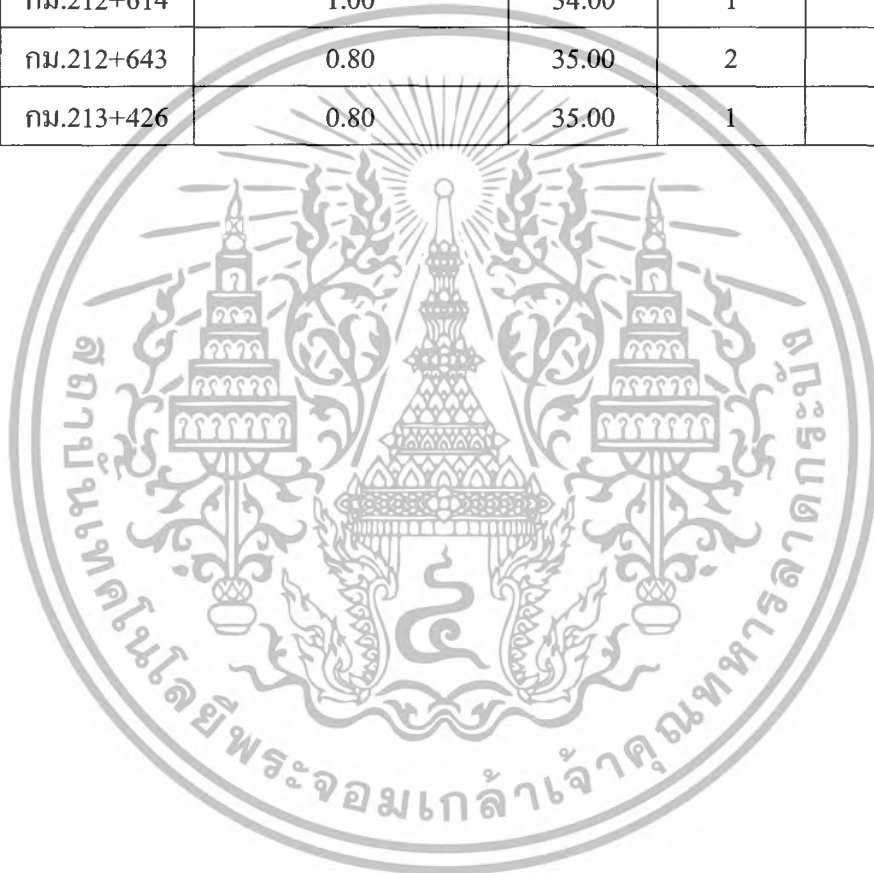 กม.212+614 1.00 34.00 1
กม.212+643 0.80 35.00 2
กม.213+426 0.80 35.00 1
สถาบันเทคโนโลยีพระจอมเกล้าเจ้าคุณทหารลาดกระบัง
๔